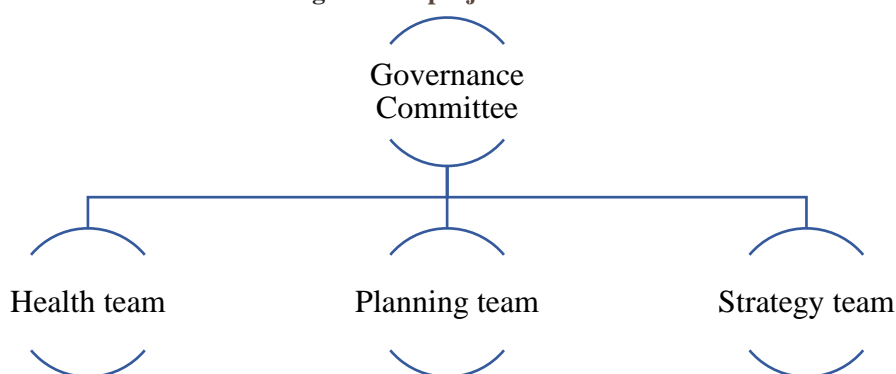 Governance
Committee
Health team
Planning team
Strategy team